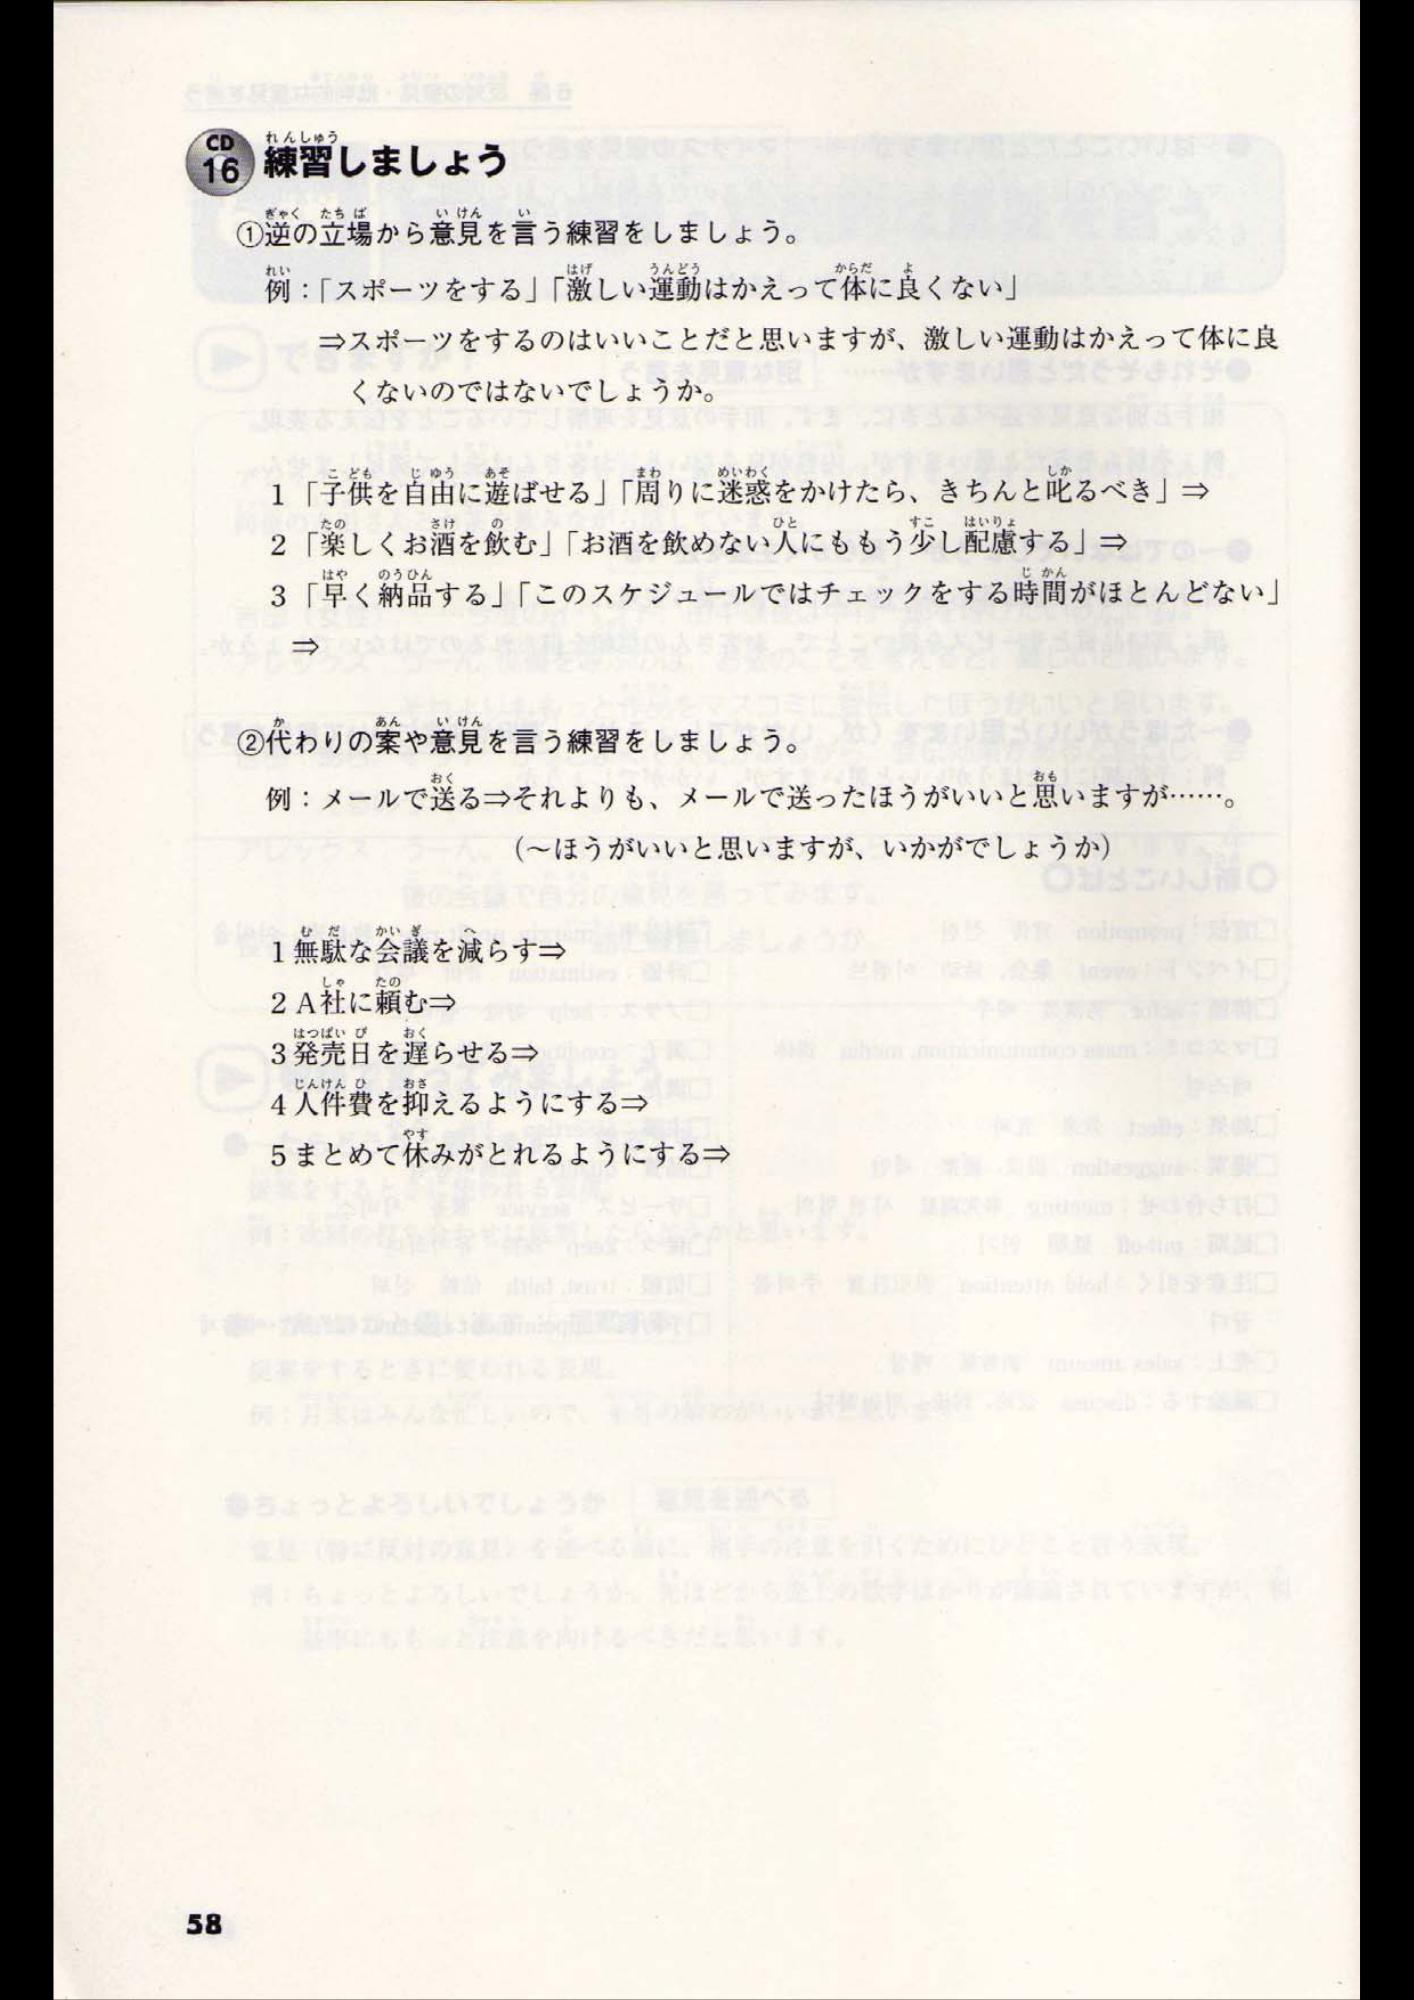 CD
16 練習しましょう
①逆の立場から意見を言う練習をしましょう。
例：「スポーツをする」「激しい運動はかえって体に良くない」
⇒スポーツをするのはいいことだと思いますが、激しい運動はかえって体に良
くないのではないでしょうか。
1「子供を自由に遊ばせる」「周りに迷惑をかけたら、きちんと叱るべき」⇒
2「楽しくお酒を飲む」「お酒を飲めない人にももう少し配慮する」⇒
3「早く納品する」「このスケジュールではチェックをする時間がほとんどない」
⇒
②代わりの案や意見を言う練習をしましょう。
例：メールで送る⇒それよりも、メールで送ったほうがいいと思いますが……。
（～ほうがいいと思いますが、いかがでしょうか）
1無駄な会議を減らす⇒
2A社に頼む⇒
3発売日を遅らせる⇒
4人件費を抑えるようにする⇒
5まとめて休みがとれるようにする⇒
58